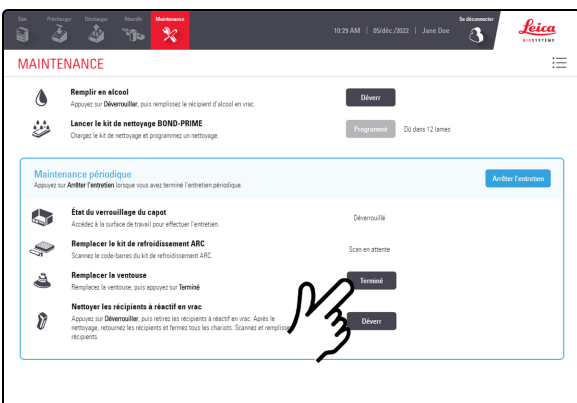 État Précharger Décharger Réactifs Maintenance
10:29 AM | 05/déc./2022 | Jane Doe
Se déconnecter
Leica
BIOSYSTEMS
MAINTENANCE
Remplir en alcool
Appuyez sur Déverrouiller, puis remplissez le récipient d'alcool en vrac.
Déverr
Lancer le kit de nettoyage BOND-PRIME
Chargez le kit de nettoyage et programmez un nettoyage.
Programmé
Dû dans 12 lames
Maintenance périodique
Appuyez sur Arrêter l'entretien lorsque vous avez terminé l'entretien périodique.
Arrêter l'entretien
État du verrouillage du capot
Accédez à la surface de travail pour effectuer l'entretien.
Déverrouillé
Remplacer le kit de refroidissement ARC
Scannez le code-barres du kit de refroidissement ARC.
Scan en attente
Remplacer la ventouse
Remplacez la ventouse, puis appuyez sur Terminé
Terminé
Nettoyer les récipients à réactif en vrac
Appuyez sur Déverrouiller, puis retirez les récipients à réactif en vrac. Après le
nettoyage, retournez les récipients et fermez tous les chariots. Scannez et remplisse
récipients.
Déverr